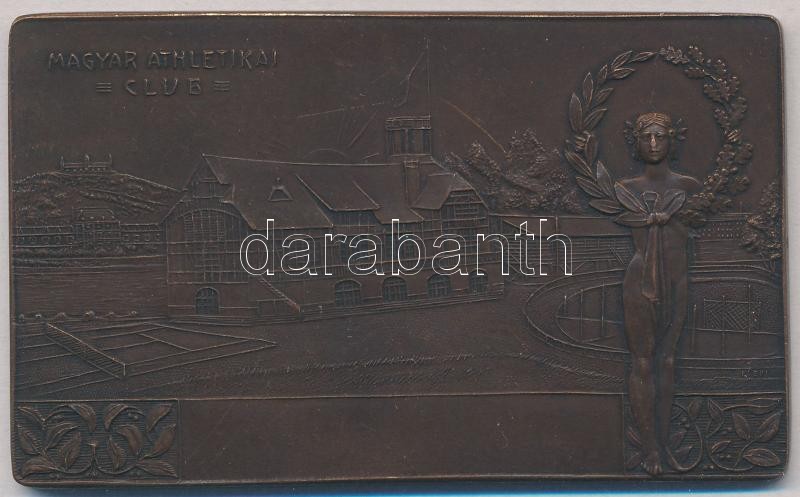 MAGYAR ATHLETIKAI
= CLUB =
darabanth